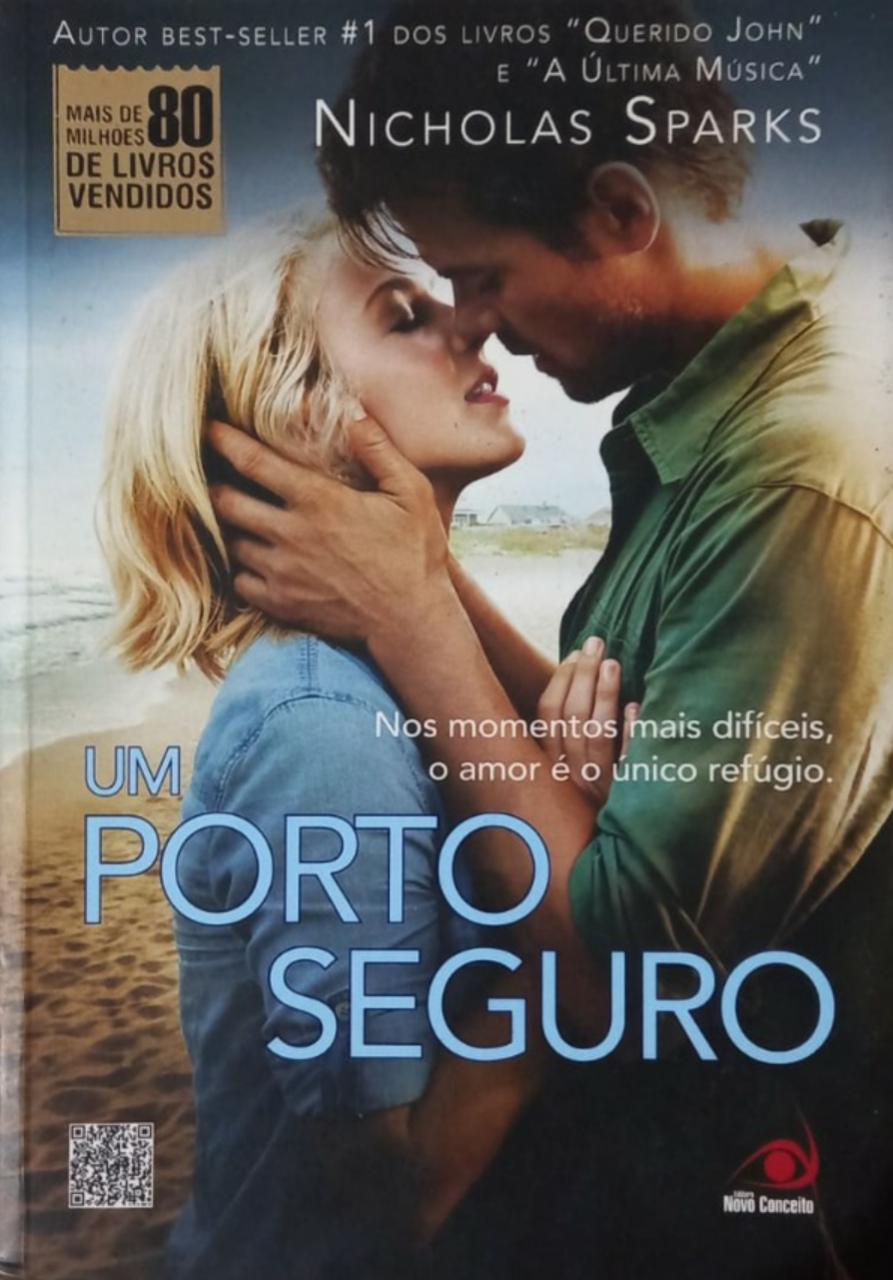 AUTOR BEST-SELLER #1 DOS LIVROS “QUERIDO JOHN”
E “A ÚLTIMA MÚSICA”
NICHOLAS SPARKS
MAIS DE 80
MILHÕES
DE LIVROS
VENDIDOS
Nos momentos mais difíceis,
o amor é o único refúgio.
UM
PORTO
SEGURO
Editora
Novo Conceito